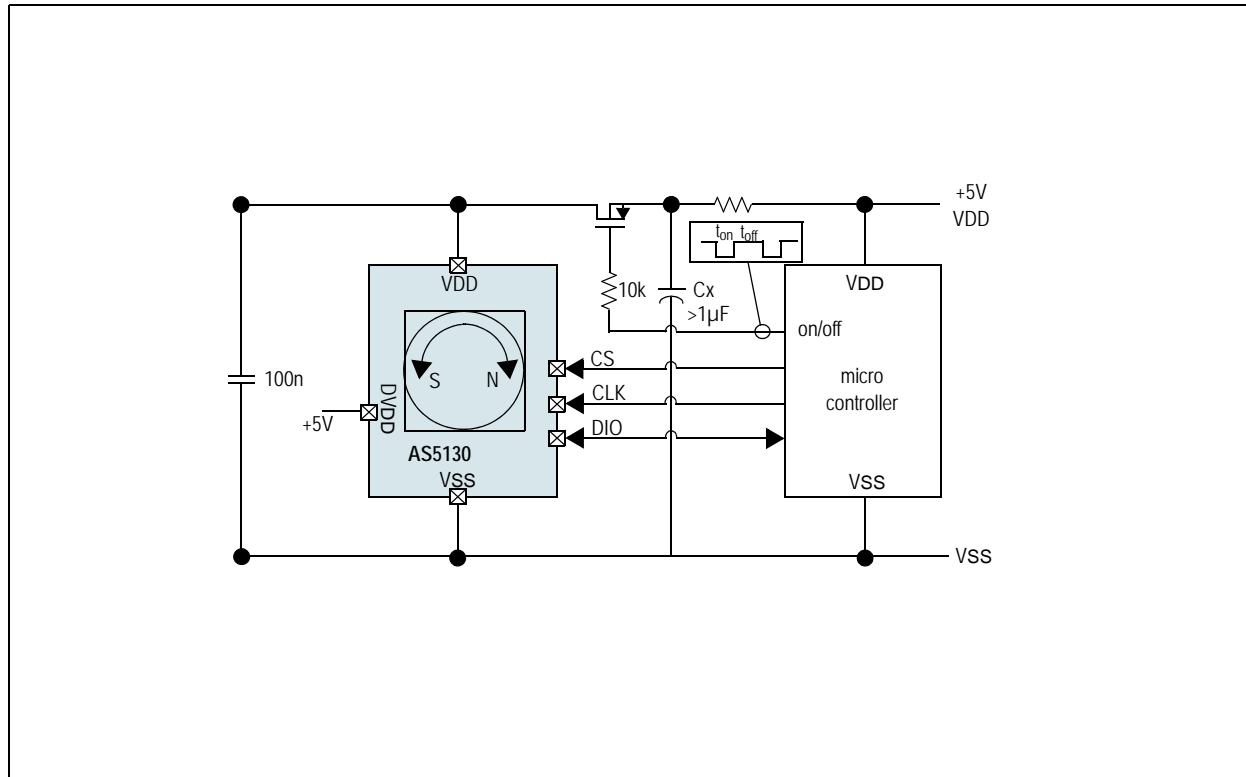 +5V
VDD
ton toff
VDD
VDD
10k
Cx
>1µF
on/off
CS
S
N
micro
controller
100n
DVDD
CLK
+5V
DIO
AS5130
VSS
VSS
VSS